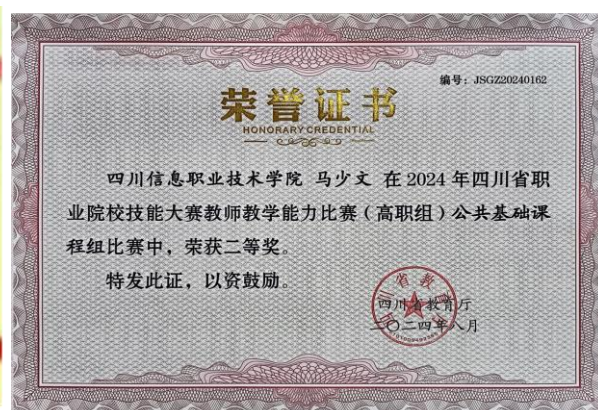 编号：JSGZ20240162
荣誉证书
HONORARY CREDENTIAL
四川信息职业技术学院 马少文 在 2024 年四川省职
业院校技能大赛教师教学能力比赛（高职组）公共基础课
程组比赛中，荣获二等奖。
特发此证，以资鼓励。
四川省教育厅
二〇二四年八月